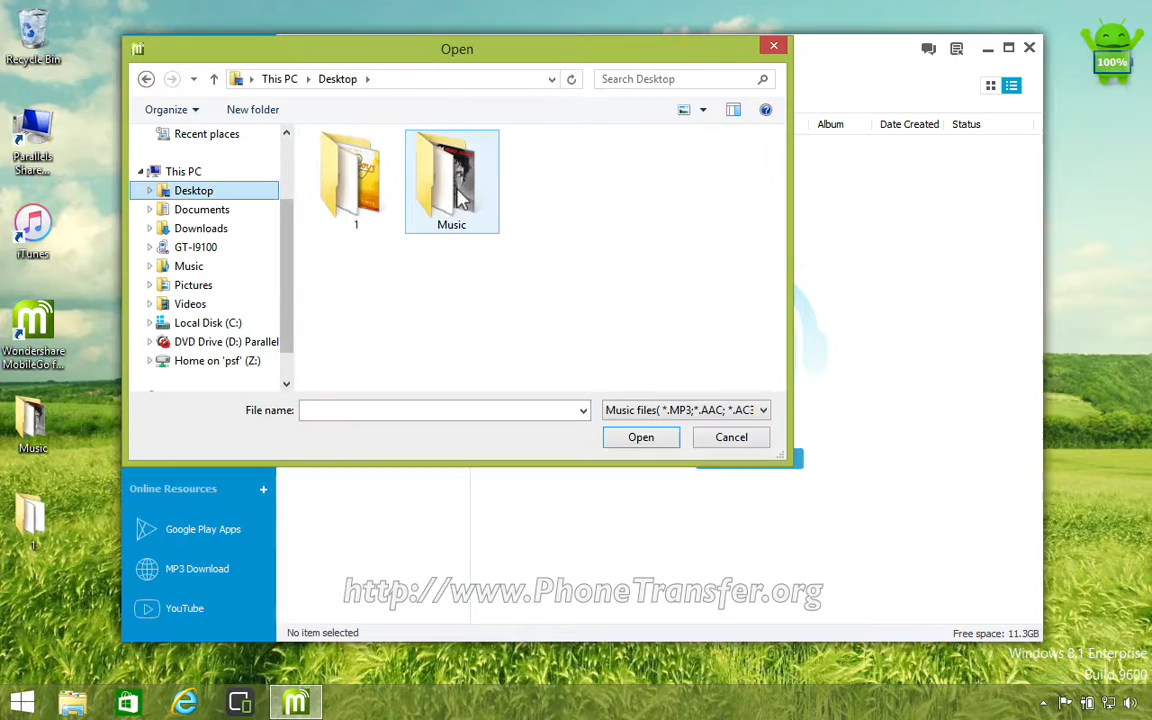 Recycle Bin
Parallels
Share...
iTunes
Wondershare
MobileGo f...
Music
1
Open
100%
This PC
Desktop
Search Desktop
Organize
New folder
Album
Date Created
Status
Recent places
This PC
Desktop
Documents
Downloads
GT-I9100
Music
Pictures
Videos
Local Disk (C:)
DVD Drive (D:) Parallel
Home on 'psf' (Z:)
1
Music
File name:
Music files( *.MP3;*.AAC; *.AC3
Open
Cancel
Online Resources +
Google Play Apps
MP3 Download
YouTube
http://www.PhoneTransfer.org
No item selected
Free space: 11.3GB
Windows 8.1 Enterprise
Build 9600